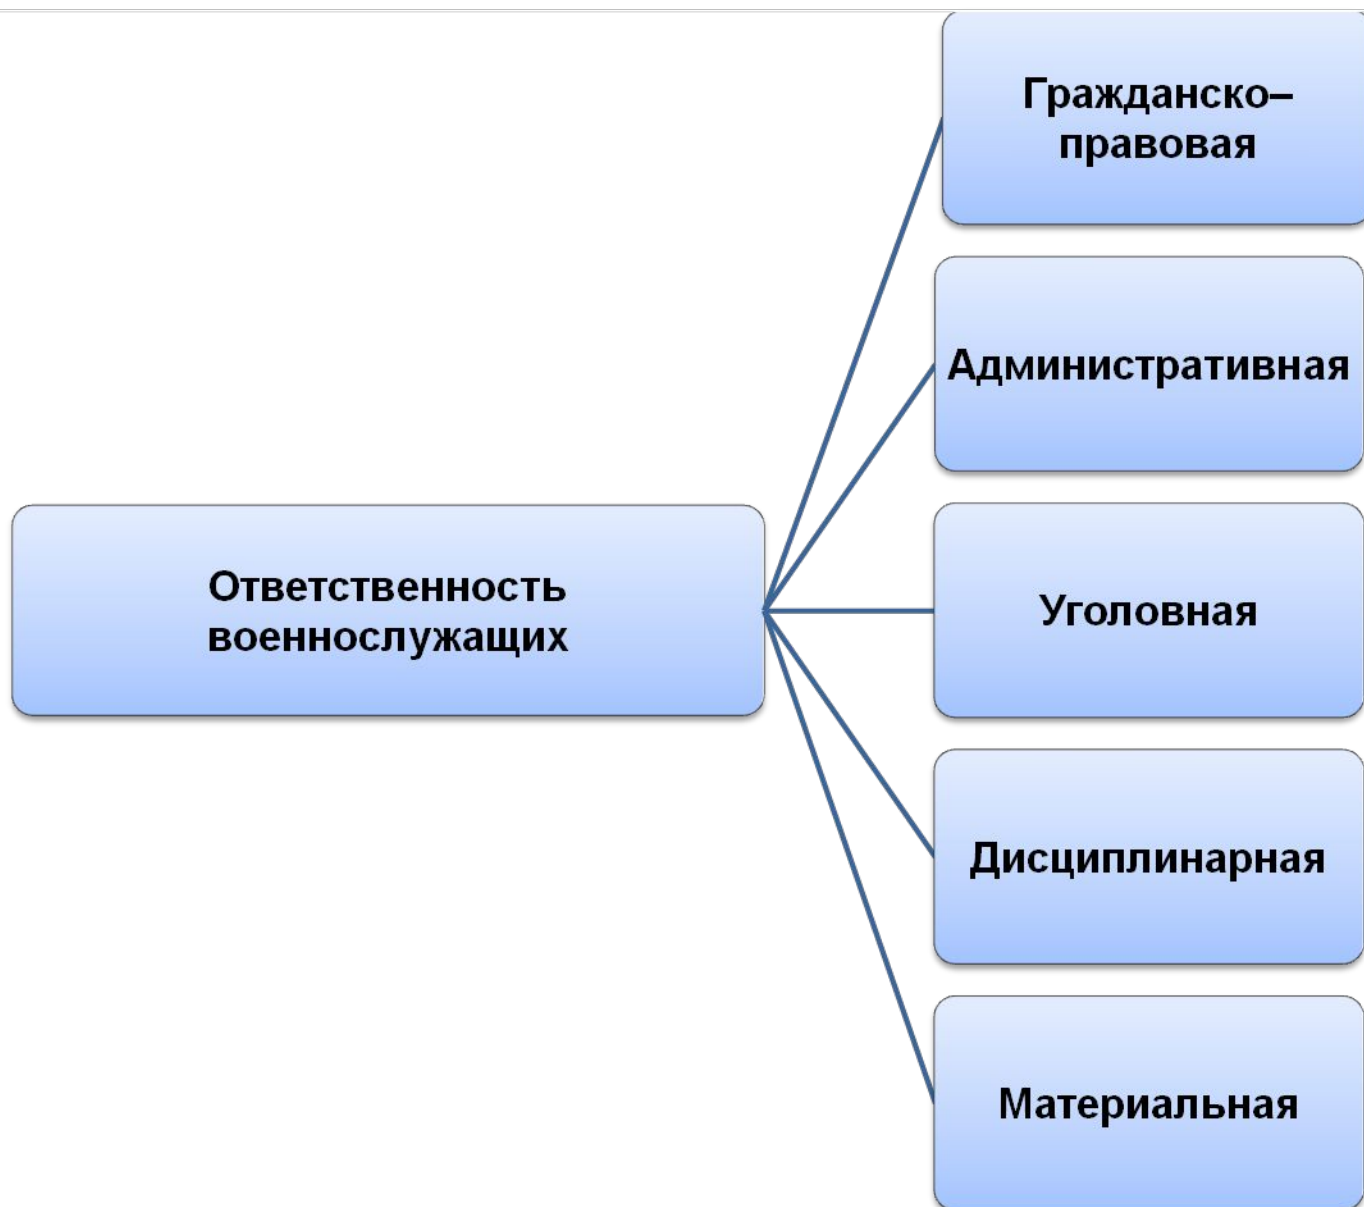 Гражданско–
правовая
Административная
Ответственность
военнослужащих
Уголовная
Дисциплинарная
Материальная